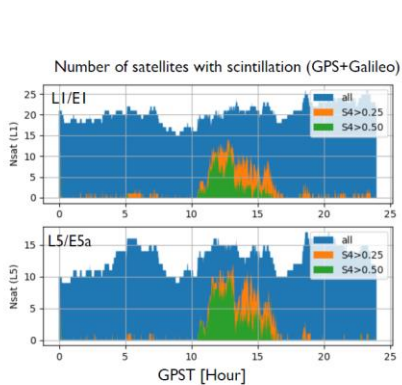 Number of satellites with scintillation (GPS+Galileo)
L1/E1
all
S4>0.25
S4>0.50
Nsat (L1)
25
20
15
10
5
0
0 5 10 15 20 25
L5/E5a
all
S4>0.25
S4>0.50
Nsat (L5)
15
10
5
0
0 5 10 15 20 25
GPST [Hour]